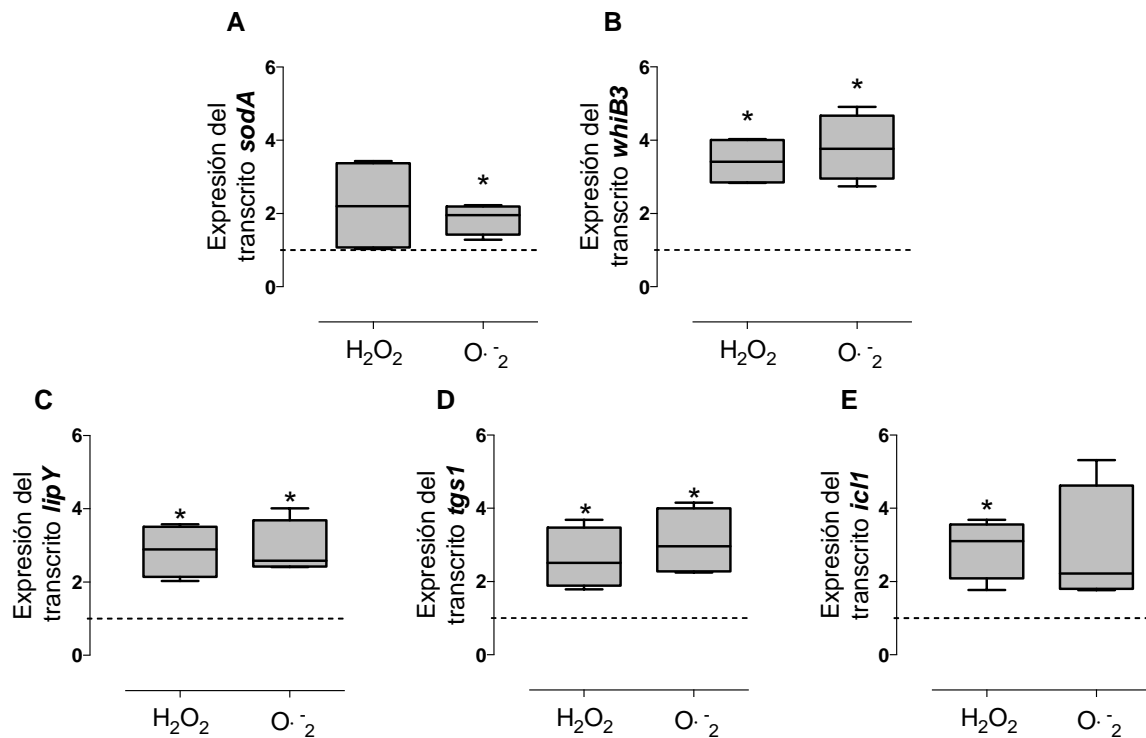 A
Expresión del
transcrito sodA
6
4
2
0
*
H₂O₂
O· ⁻₂
B
Expresión del
transcrito whiB3
6
4
2
0
*
*
H₂O₂
O· ⁻₂
C
Expresión del
transcrito lipY
6
4
2
0
*
*
H₂O₂
O· ⁻₂
D
Expresión del
transcrito tgs1
6
4
2
0
*
*
H₂O₂
O· ⁻₂
E
Expresión del
transcrito icl1
6
4
2
0
*
H₂O₂
O· ⁻₂